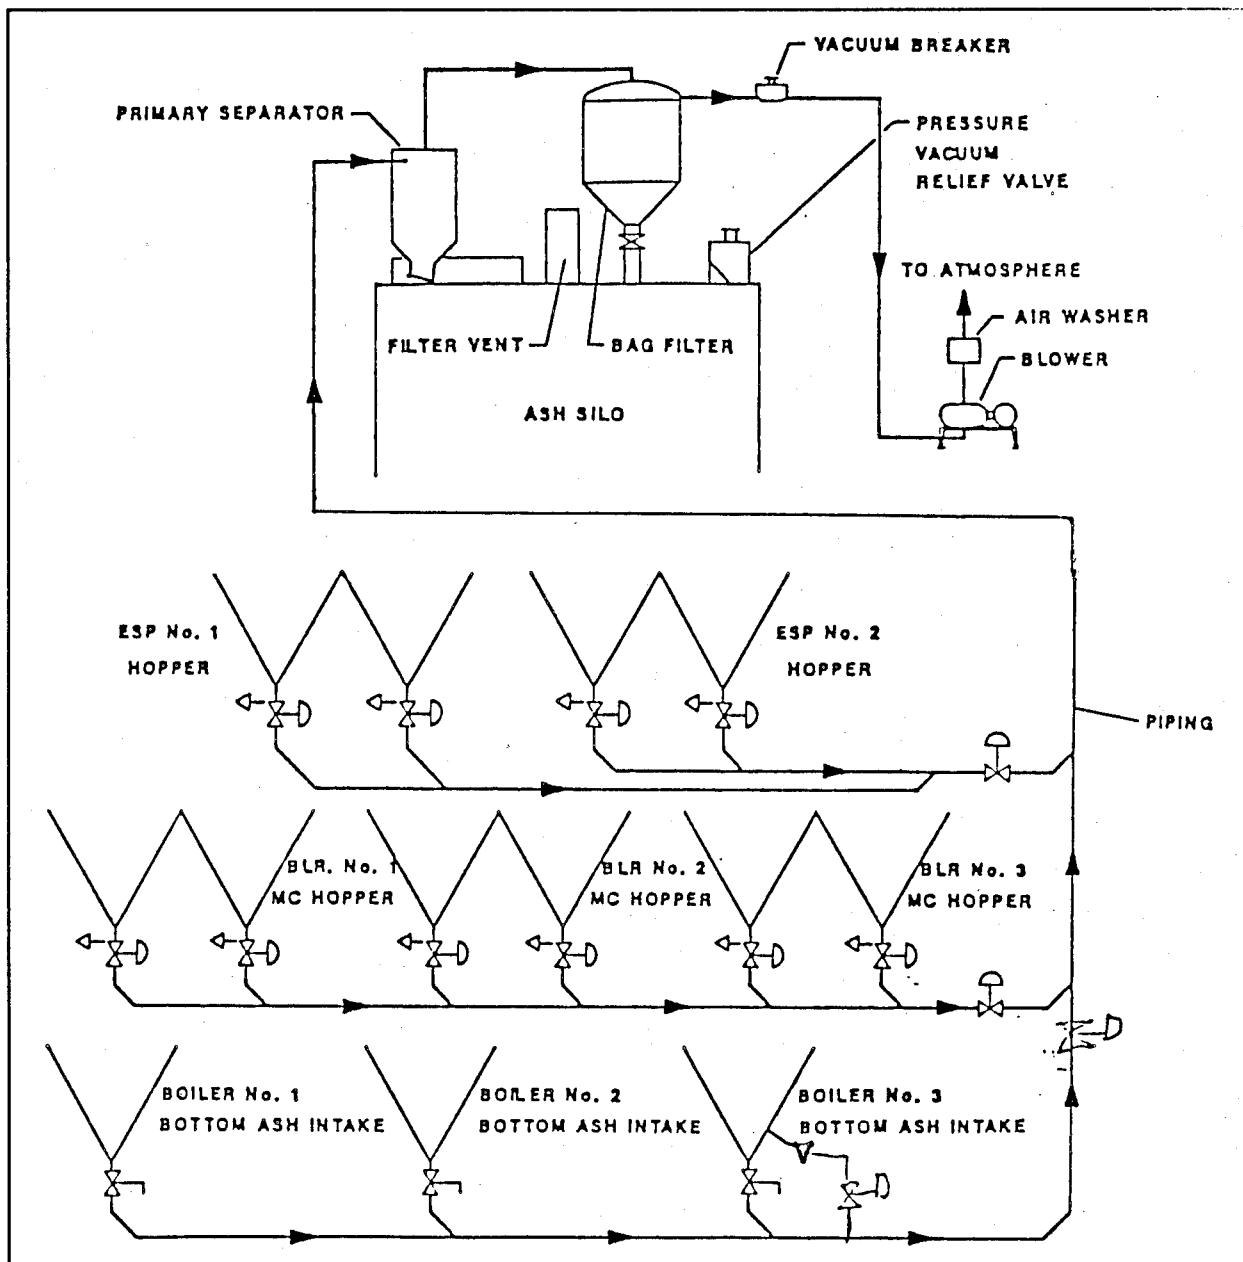 VACUUM BREAKER
PRIMARY SEPARATOR
PRESSURE
VACUUM
RELIEF VALVE
TO ATMOSPHERE
AIR WASHER
FILTER VENT
BAG FILTER
BLOWER
ASH SILO
ESP No. 1
HOPPER
ESP No. 2
HOPPER
PIPING
BLR. No. 1
MC HOPPER
BLR No. 2
MC HOPPER
BLR No. 3
MC HOPPER
BOILER No. 1
BOTTOM ASH INTAKE
BOILER No. 2
BOTTOM ASH INTAKE
BOILER No. 3
BOTTOM ASH INTAKE